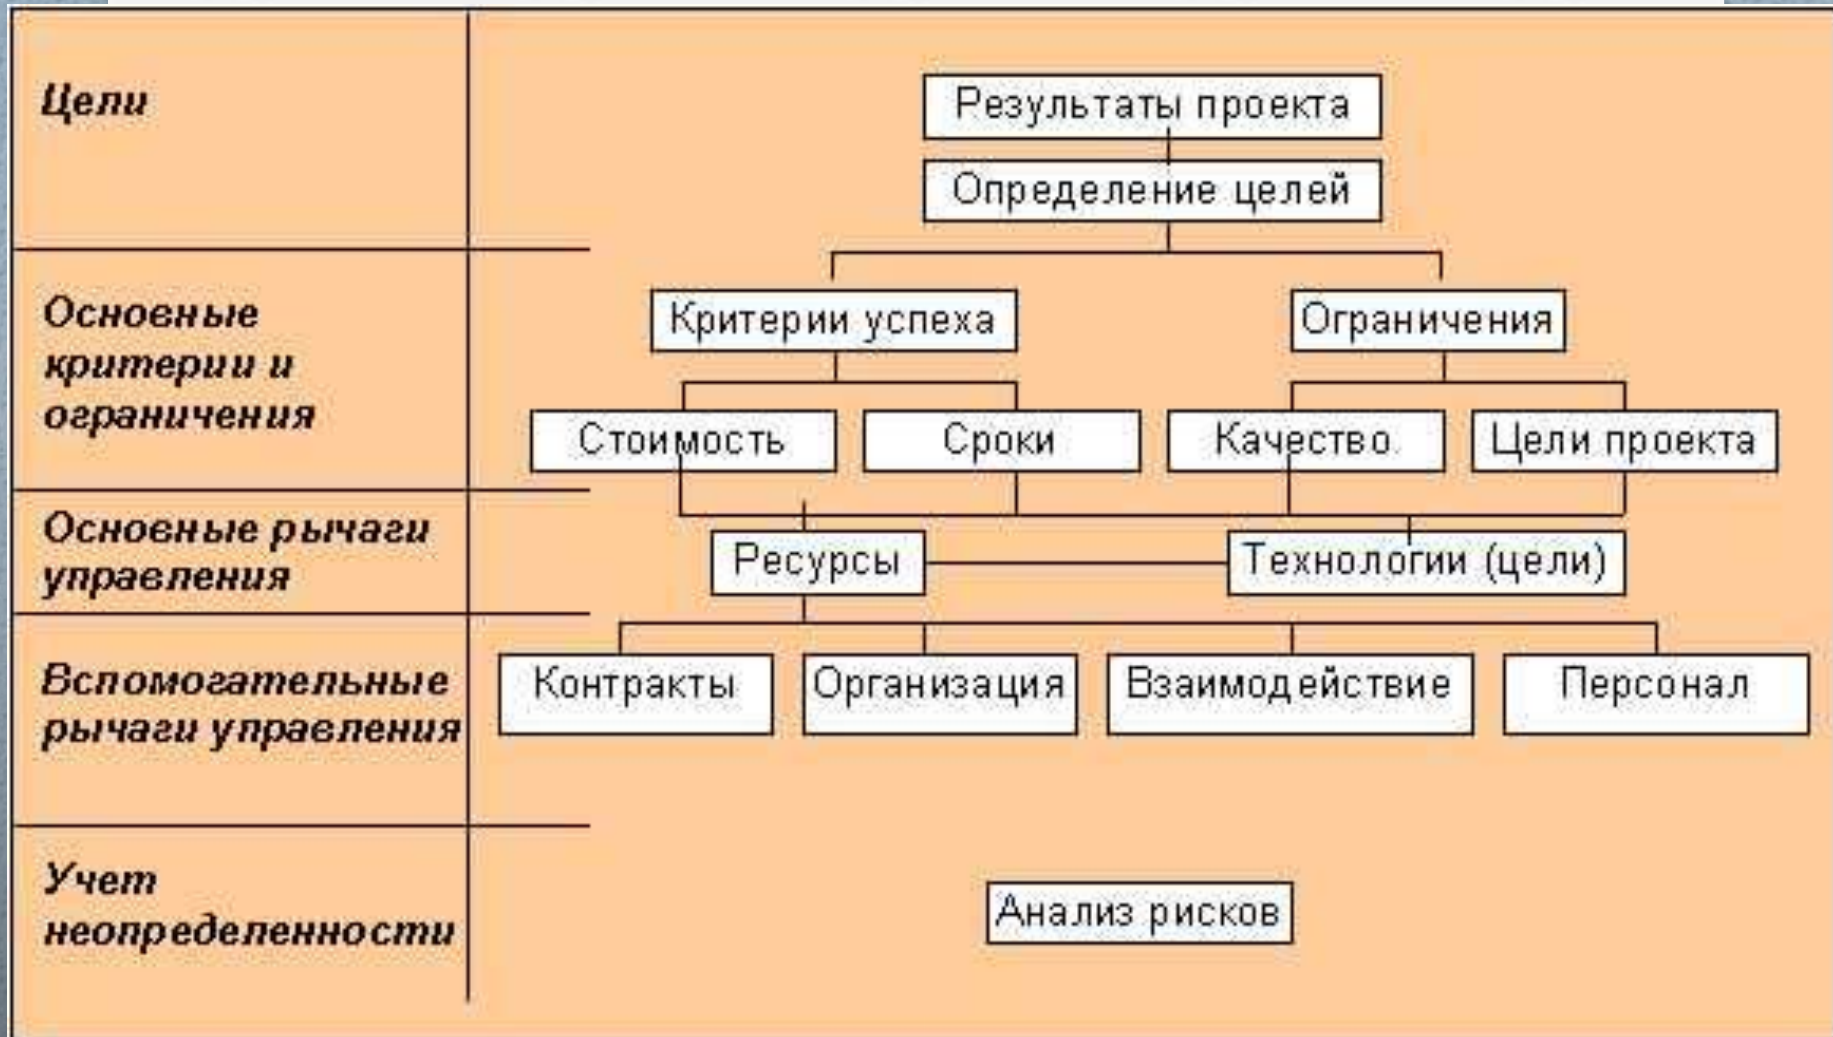 Цели
Результаты проекта
Определение целей
Основные
критерии и
ограничения
Критерии успеха
Ограничения
Стоимость
Сроки
Качество
Цели проекта
Основные рычаги
управления
Ресурсы
Технологии (цели)
Вспомогательные
рычаги управления
Контракты
Организация
Взаимодействие
Персонал
Учет
неопределенности
Анализ рисков